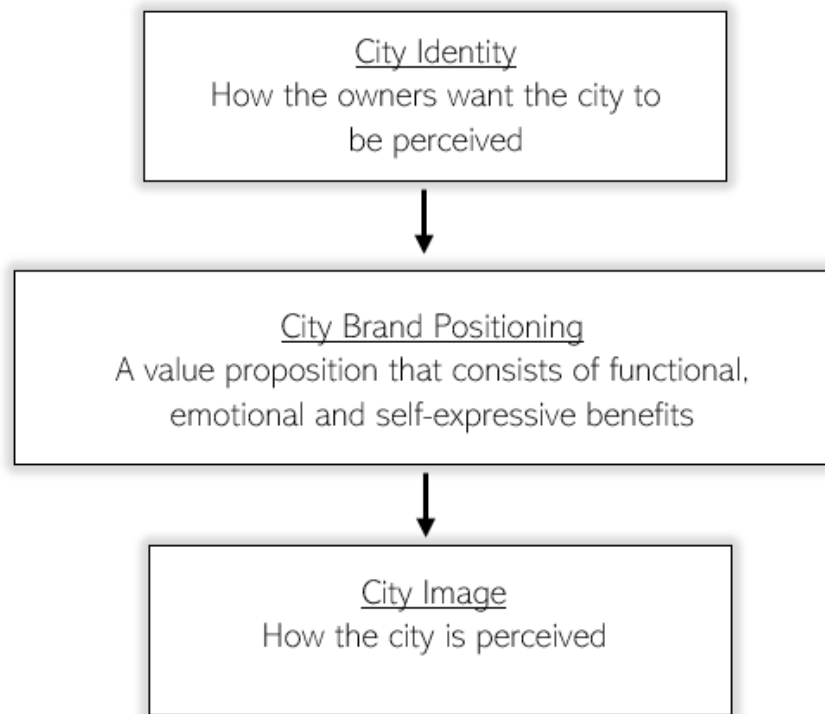 City Identity
How the owners want the city to
be perceived
City Brand Positioning
A value proposition that consists of functional,
emotional and self-expressive benefits
City Image
How the city is perceived